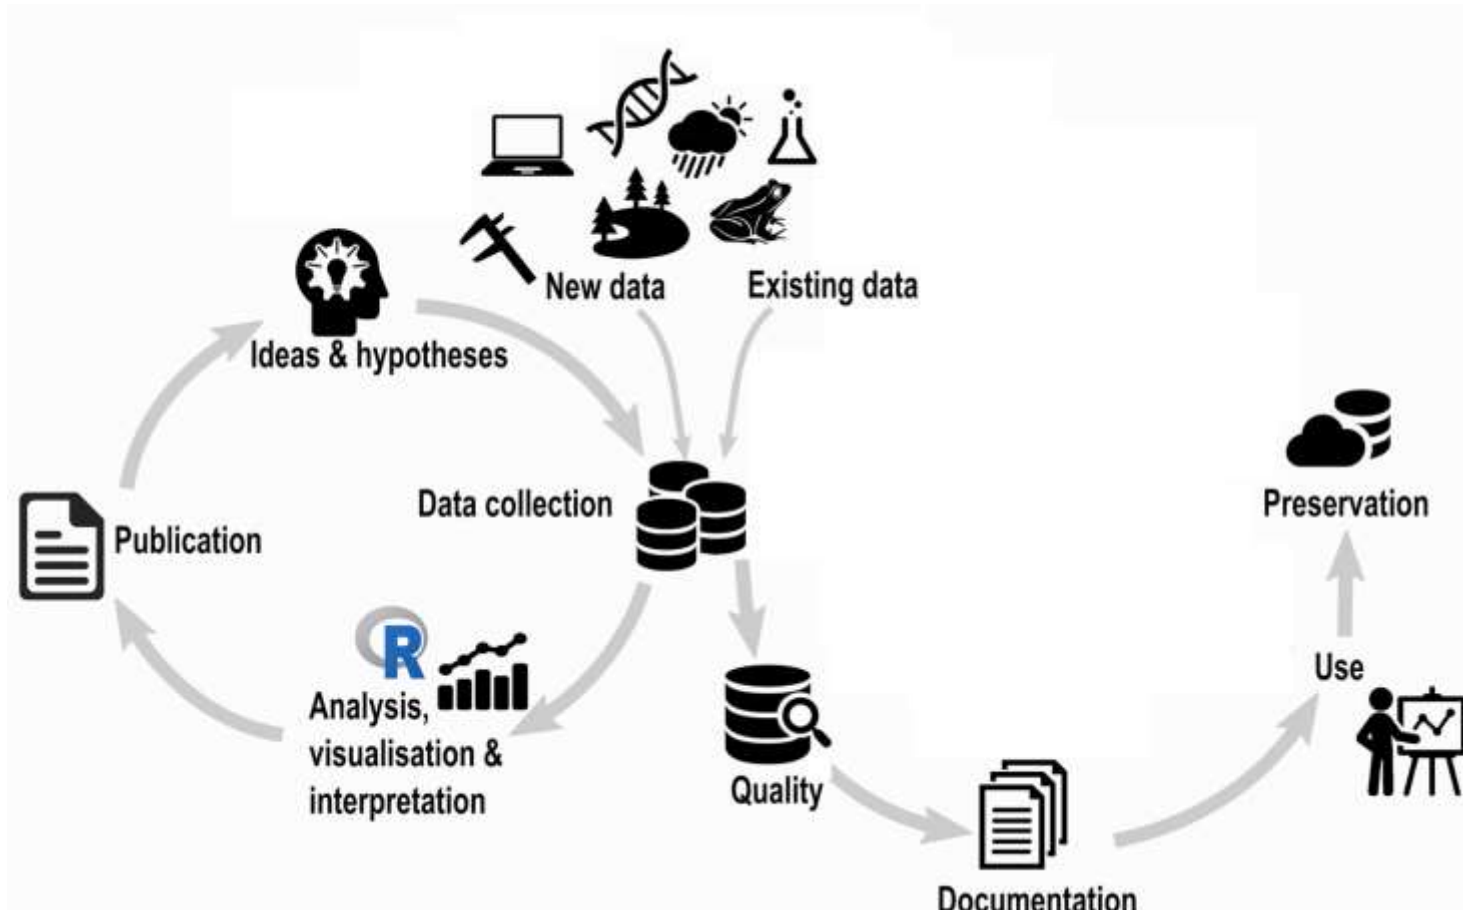 New data
Existing data
Ideas & hypotheses
Data collection
Publication
R
Analysis,
visualisation &
interpretation
Quality
Documentation
Use
Preservation